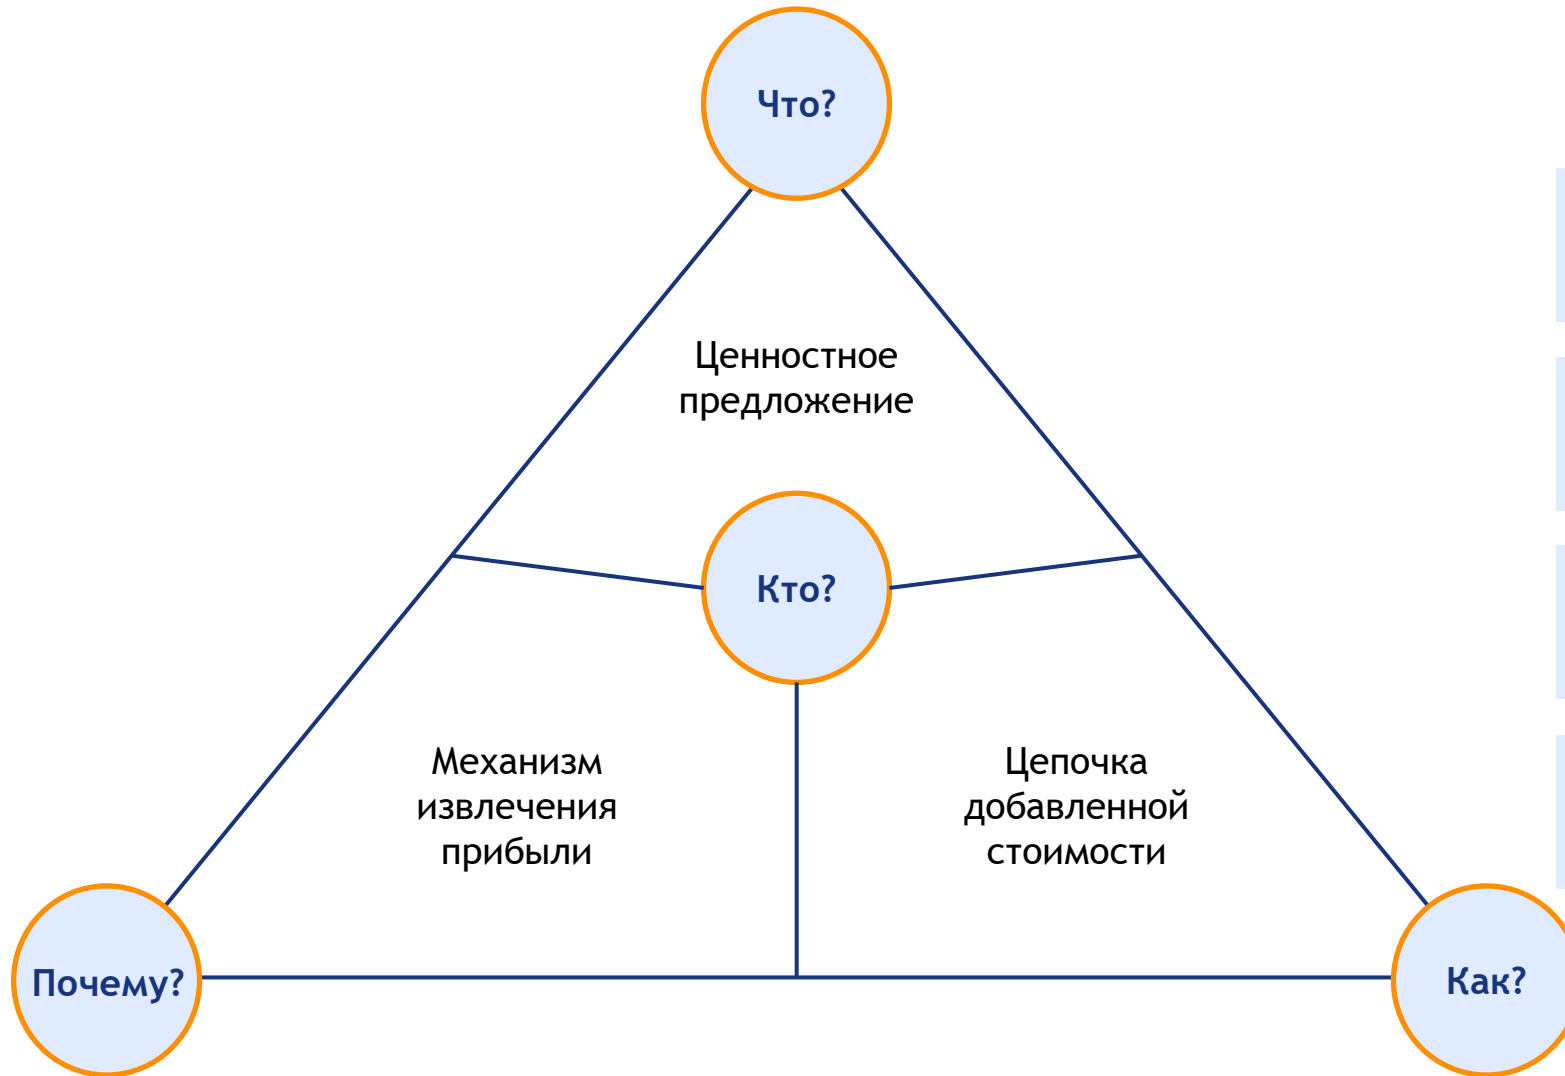 Что?
Ценностное
предложение
Кто?
Механизм
извлечения
прибыли
Цепочка
добавленной
стоимости
Почему?
Как?